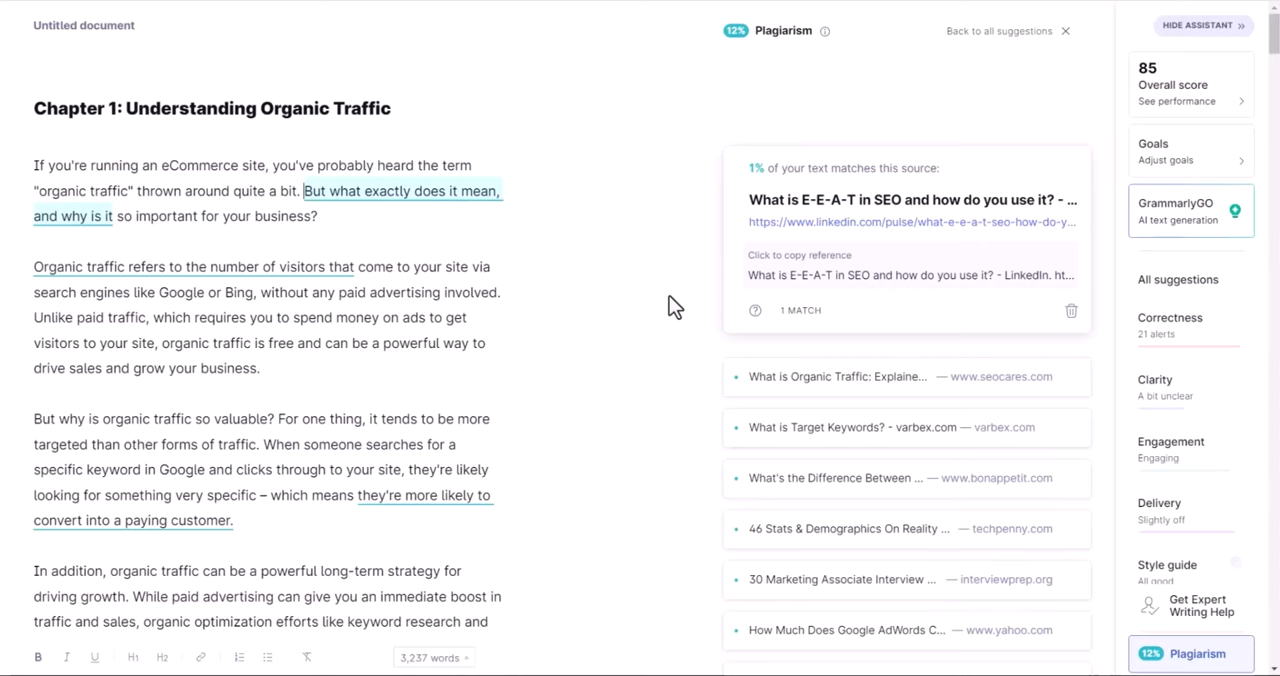 Untitled document
Chapter 1: Understanding Organic Traffic
If you're running an eCommerce site, you've probably heard the term
"organic traffic" thrown around quite a bit. But what exactly does it mean,
and why is it so important for your business?
Organic traffic refers to the number of visitors that come to your site via
search engines like Google or Bing, without any paid advertising involved.
Unlike paid traffic, which requires you to spend money on ads to get
visitors to your site, organic traffic is free and can be a powerful way to
drive sales and grow your business.
But why is organic traffic so valuable? For one thing, it tends to be more
targeted than other forms of traffic. When someone searches for a
specific keyword in Google and clicks through to your site, they're likely
looking for something very specific – which means they're more likely to
convert into a paying customer.
In addition, organic traffic can be a powerful long-term strategy for
driving growth. While paid advertising can give you an immediate boost in
traffic and sales, organic optimization efforts like keyword research and
B I U H1 H2 3,237 words
12% Plagiarism
Back to all suggestions
1% of your text matches this source:
What is E-E-A-T in SEO and how do you use it? - ...
https://www.linkedin.com/pulse/what-e-e-a-t-seo-how-do-y...
Click to copy reference
What is E-E-A-T in SEO and how do you use it? - LinkedIn. ht...
1 MATCH
What is Organic Traffic: Explaine... — www.seocares.com
What is Target Keywords? - varbex.com — varbex.com
What's the Difference Between ... — www.bonappetit.com
46 Stats & Demographics On Reality ... — techpenny.com
30 Marketing Associate Interview ... — interviewprep.org
How Much Does Google AdWords C... — www.yahoo.com
HIDE ASSISTANT
85
Overall score
See performance
Goals
Adjust goals
GrammarlyGO
AI text generation
All suggestions
Correctness
21 alerts
Clarity
A bit unclear
Engagement
Engaging
Delivery
Slightly off
Style guide
All good
Get Expert
Writing Help
12% Plagiarism